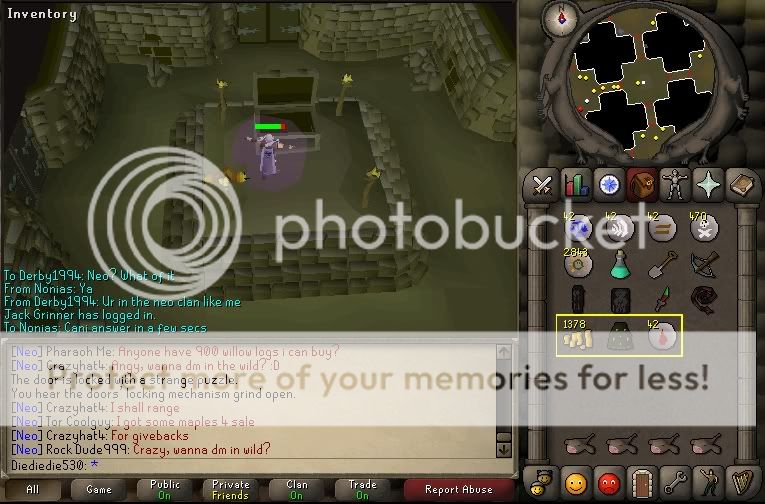 Inventory
To Derby1994: Neo? What of it
From Nonias: Ya
From Derby1994: Ur in the neo clan like me
Jack Grinner has logged in.
To Nonias: Cani answer in a few secs
[Neo] Pharaoh Me: Anyone have 900 willow logs i can buy?
[Neo] Crazyhat4: Angy, wanna dm in the wild? :D
The door is locked with a strange puzzle.
You hear the doors' locking mechanism grind open.
[Neo] Crazyhat4: I shall range
[Neo] Tor Coolguy: I got some maples 4 sale
[Neo] Crazyhat4: For givebacks
[Neo] Rock Dude999: Crazy, wanna dm in wild?
Diediedie530: *
All
Game
Public
On
Private
Friends
Clan
On
Trade
On
Report Abuse
42
42
42
470
2843
1378
42
photobucket
Protect more of your memories for less!